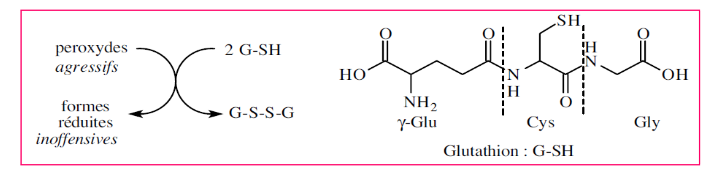 peroxydes
agressifs
2 G-SH
formes
réduites
inoffensives
G-S-S-G
O
HO
NH2
γ-Glu
O
N
H
SH
Cys
O
H
N
O
OH
Gly
Glutathion : G-SH